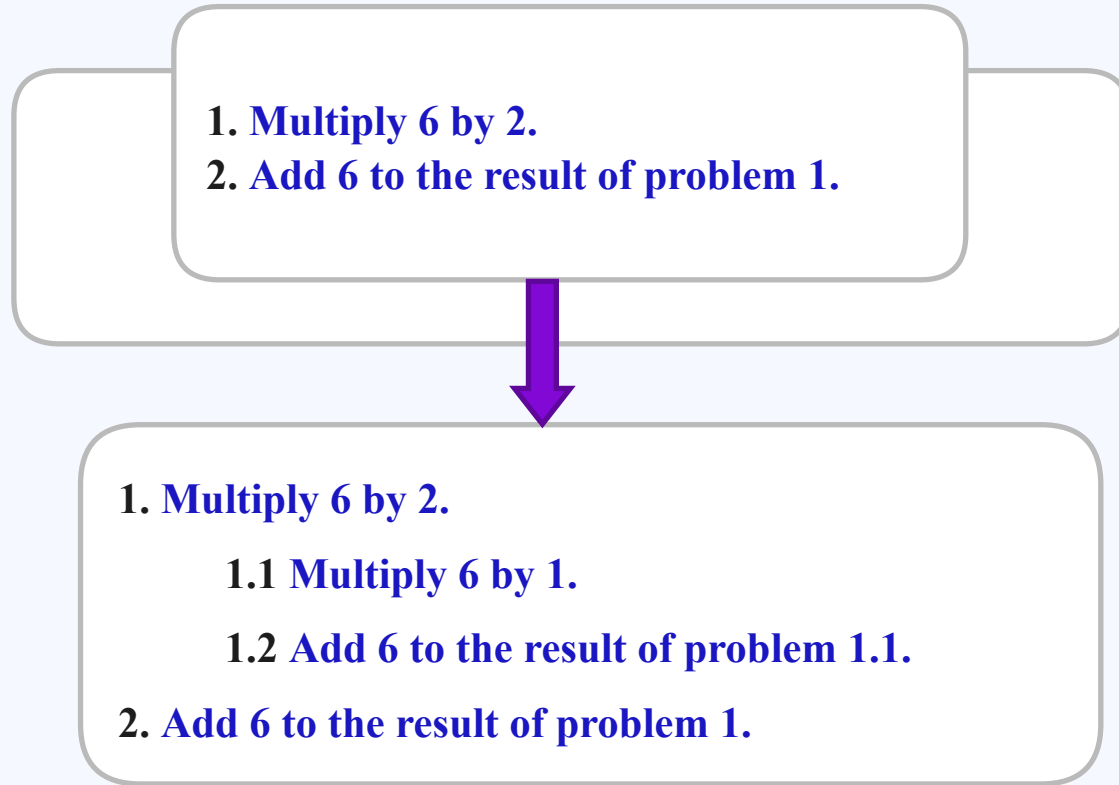 1. Multiply 6 by 2.
2. Add 6 to the result of problem 1.
1. Multiply 6 by 2.
1.1 Multiply 6 by 1.
1.2 Add 6 to the result of problem 1.1.
2. Add 6 to the result of problem 1.